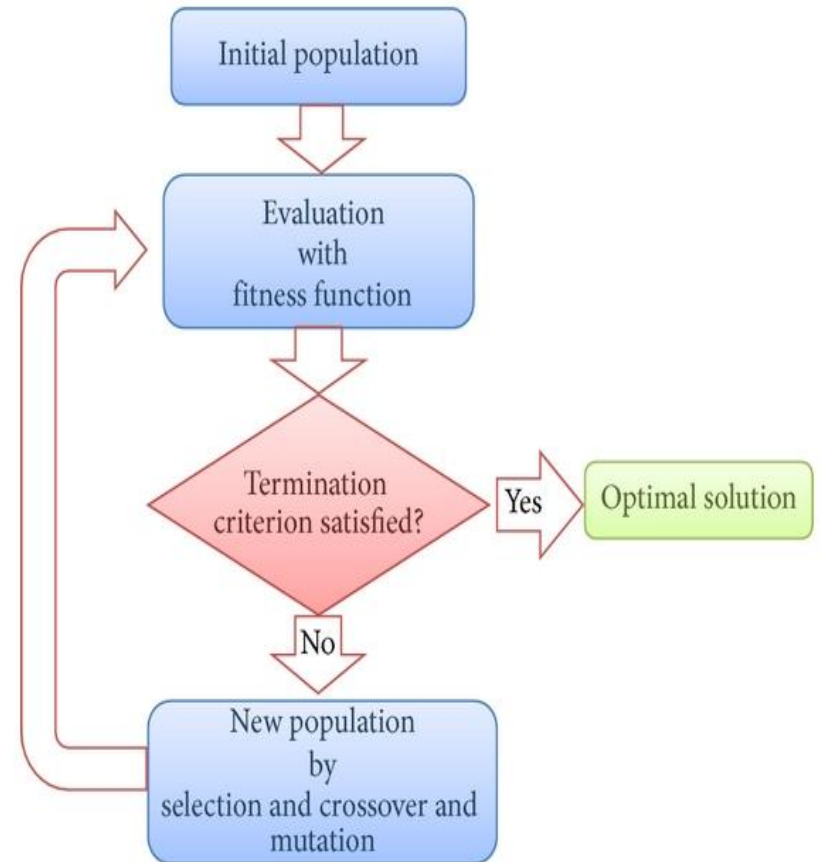 Initial population
Evaluation
with
fitness function
Termination
criterion satisfied?
Yes
Optimal solution
No
New population
by
selection and crossover and
mutation